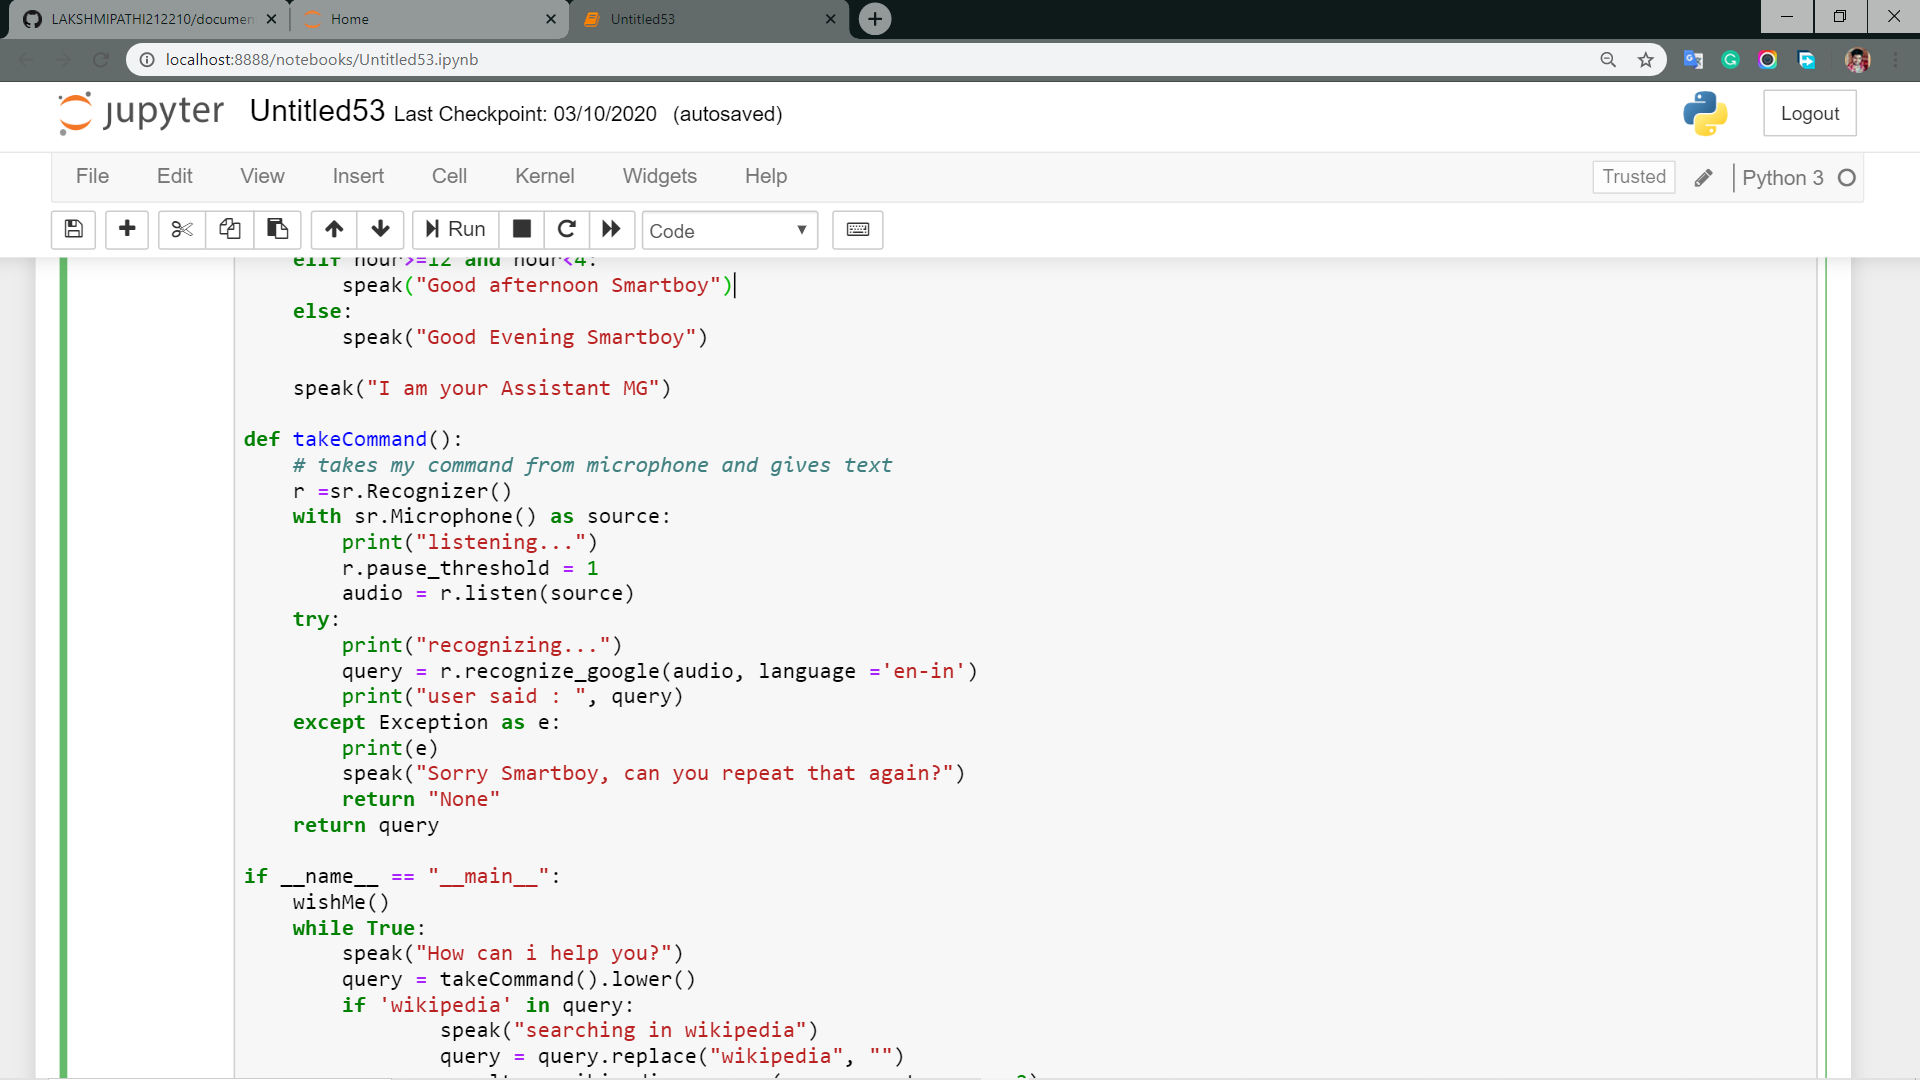 LAKSHMIPATHI212210/documen
Home
Untitled53
localhost:8888/notebooks/Untitled53.ipynb
jupyter Untitled53 Last Checkpoint: 03/10/2020 (autosaved)
Logout
File Edit View Insert Cell Kernel Widgets Help
Trusted
Python 3
Run
Code
elif hour>=12 and hour<4:
speak("Good afternoon Smartboy")
else:
speak("Good Evening Smartboy")
speak("I am your Assistant MG")
def takeCommand():
# takes my command from microphone and gives text
r =sr.Recognizer()
with sr.Microphone() as source:
print("listening...")
r.pause_threshold = 1
audio = r.listen(source)
try:
print("recognizing...")
query = r.recognize_google(audio, language ='en-in')
print("user said : ", query)
except Exception as e:
print(e)
speak("Sorry Smartboy, can you repeat that again?")
return "None"
return query
if __name__ == "__main__":
wishMe()
while True:
speak("How can i help you?")
query = takeCommand().lower()
if 'wikipedia' in query:
speak("searching in wikipedia")
query = query.replace("wikipedia", "")